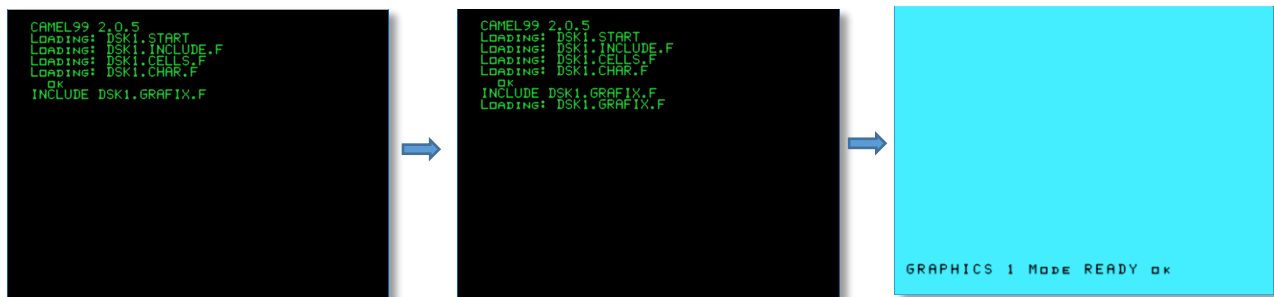 CAMEL99 2.0.5
Loading: DSK1.START
Loading: DSK1.INCLUDE.F
Loading: DSK1.CELLS.F
Loading: DSK1.CHAR.F
ok
INCLUDE DSK1.GRAFIX.F
CAMEL99 2.0.5
Loading: DSK1.START
Loading: DSK1.INCLUDE.F
Loading: DSK1.CELLS.F
Loading: DSK1.CHAR.F
ok
INCLUDE DSK1.GRAFIX.F
Loading: DSK1.GRAFIX.F
GRAPHICS 1 Mode READY ok